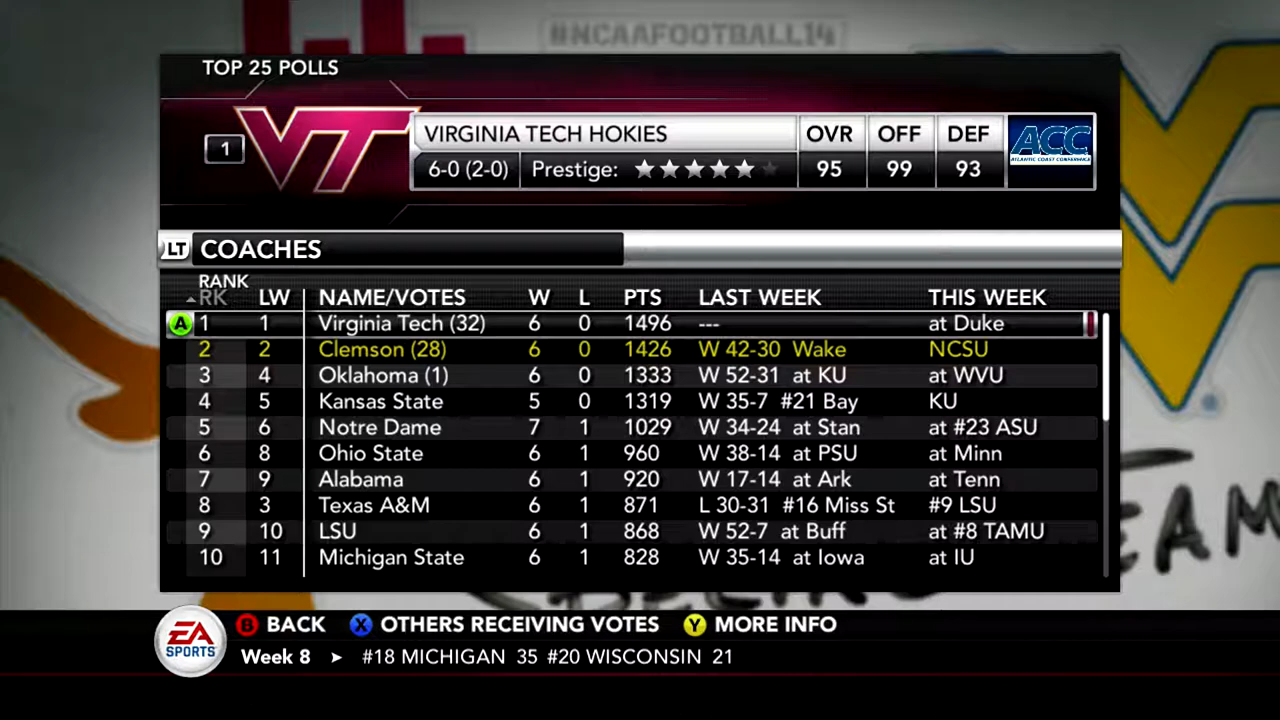 #NCAAFOOTBALL14
TOP 25 POLLS
1 VT VIRGINIA TECH HOKIES OVR OFF DEF ACC
ATLANTIC COAST CONFERENCE
6-0 (2-0) Prestige: 95 99 93
LT COACHES
RANK
RK LW NAME/VOTES W L PTS LAST WEEK THIS WEEK
A 1 1 Virginia Tech (32) 6 0 1496 --- at Duke
2 2 Clemson (28) 6 0 1426 W 42-30 Wake NCSU
3 4 Oklahoma (1) 6 0 1333 W 52-31 at KU at WVU
4 5 Kansas State 5 0 1319 W 35-7 #21 Bay KU
5 6 Notre Dame 7 1 1029 W 34-24 at Stan at #23 ASU
6 8 Ohio State 6 1 960 W 38-14 at PSU at Minn
7 9 Alabama 6 1 920 W 17-14 at Ark at Tenn
8 3 Texas A&M 6 1 871 L 30-31 #16 Miss St #9 LSU
9 10 LSU 6 1 868 W 52-7 at Buff at #8 TAMU
10 11 Michigan State 6 1 828 W 35-14 at Iowa at IU
EA SPORTS B BACK X OTHERS RECEIVING VOTES Y MORE INFO
Week 8 #18 MICHIGAN 35 #20 WISCONSIN 21